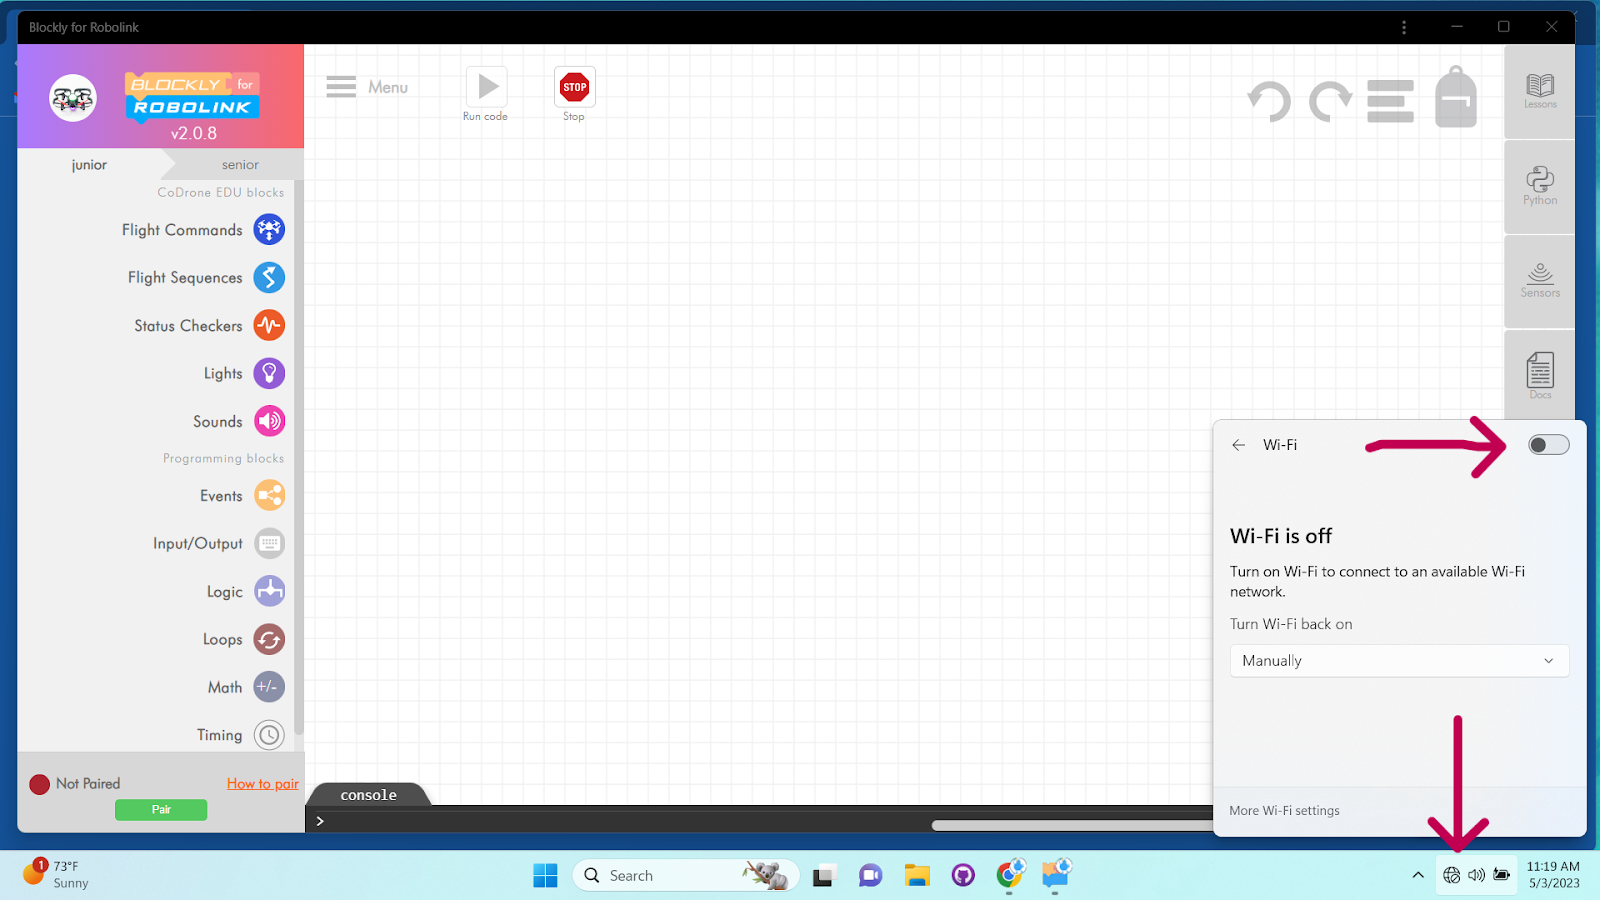 Blockly for Robolink
BLOCKLY for
ROBOLINK
v2.0.8
junior
senior
CoDrone EDU blocks
Flight Commands
Flight Sequences
Status Checkers
Lights
Sounds
Programming blocks
Events
Input/Output
Logic
Loops
Math
+/-
Timing
Not Paired
How to pair
Pair
Menu
Run code
STOP
Stop
Lessons
Python
Sensors
Docs
console
>
Wi-Fi
Wi-Fi is off
Turn on Wi-Fi to connect to an available Wi-Fi
network.
Turn Wi-Fi back on
Manually
More Wi-Fi settings
1
73°F
Sunny
Search
11:19 AM
5/3/2023